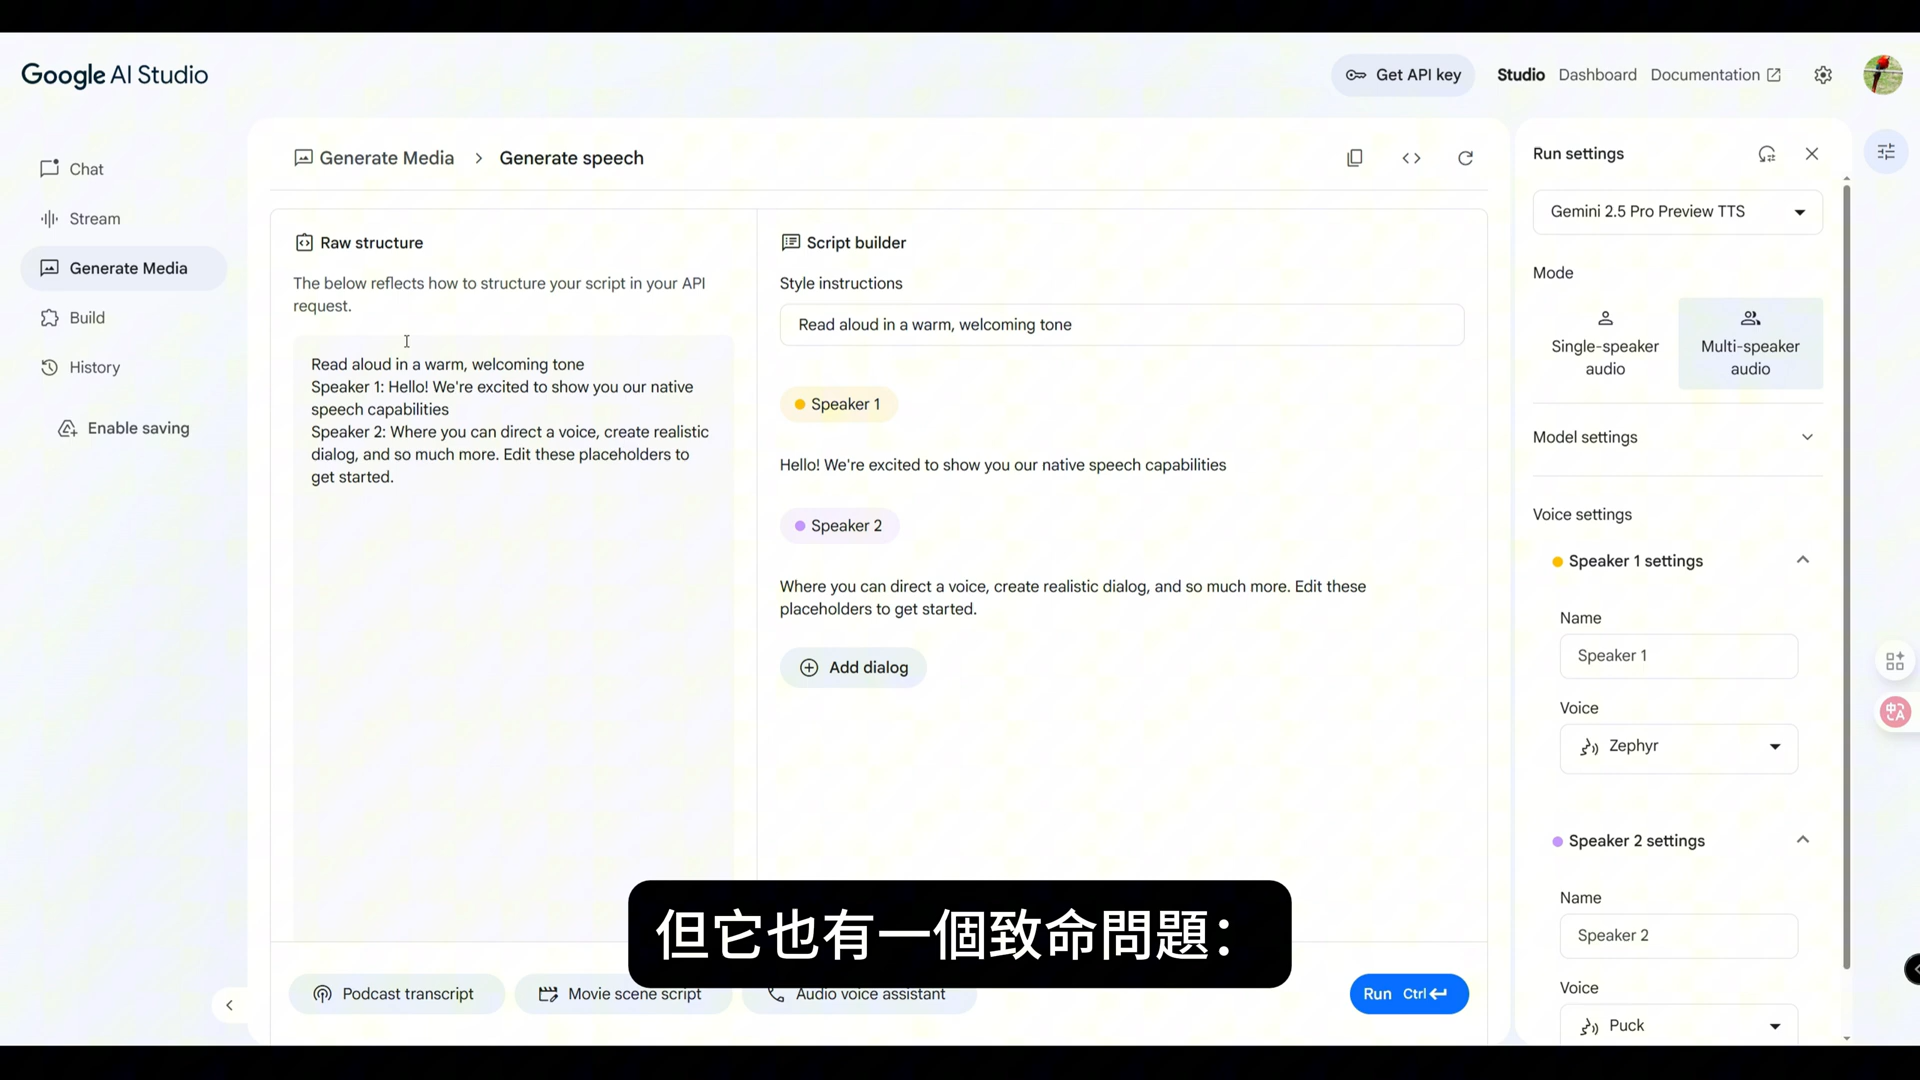 Google AI Studio
Get API key
Studio
Dashboard
Documentation
Chat
Stream
Generate Media
Build
History
Enable saving
Generate Media > Generate speech
Raw structure
The below reflects how to structure your script in your API
request.
Read aloud in a warm, welcoming tone
Speaker 1: Hello! We're excited to show you our native
speech capabilities
Speaker 2: Where you can direct a voice, create realistic
dialog, and so much more. Edit these placeholders to
get started.
Script builder
Style instructions
Read aloud in a warm, welcoming tone
Speaker 1
Hello! We're excited to show you our native speech capabilities
Speaker 2
Where you can direct a voice, create realistic dialog, and so much more. Edit these
placeholders to get started.
Add dialog
Podcast transcript
Movie scene script
Audio voice assistant
Run Ctrl
但它也有一個致命問題：
Run settings
Gemini 2.5 Pro Preview TTS
Mode
Single-speaker
audio
Multi-speaker
audio
Model settings
Voice settings
Speaker 1 settings
Name
Speaker 1
Voice
Zephyr
Speaker 2 settings
Name
Speaker 2
Voice
Puck